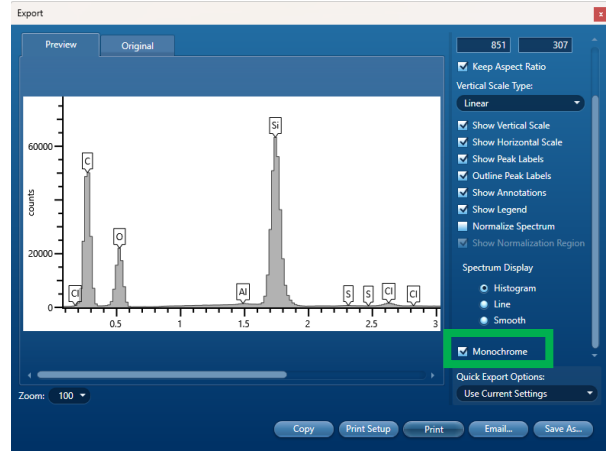 Export
x
Preview Original
851 307
Keep Aspect Ratio
Vertical Scale Type:
Linear
Show Vertical Scale
Show Horizontal Scale
Show Peak Labels
Outline Peak Labels
Show Annotations
Show Legend
Normalize Spectrum
Show Normalization Region
Spectrum Display
Histogram
Line
Smooth
Monochrome
Quick Export Options:
Use Current Settings
Si
60000
C
counts
O
20000
Cl Al S S Cl Cl
0
0.5 1 1.5 2 2.5 3
Zoom: 100
Copy Print Setup Print Email... Save As...